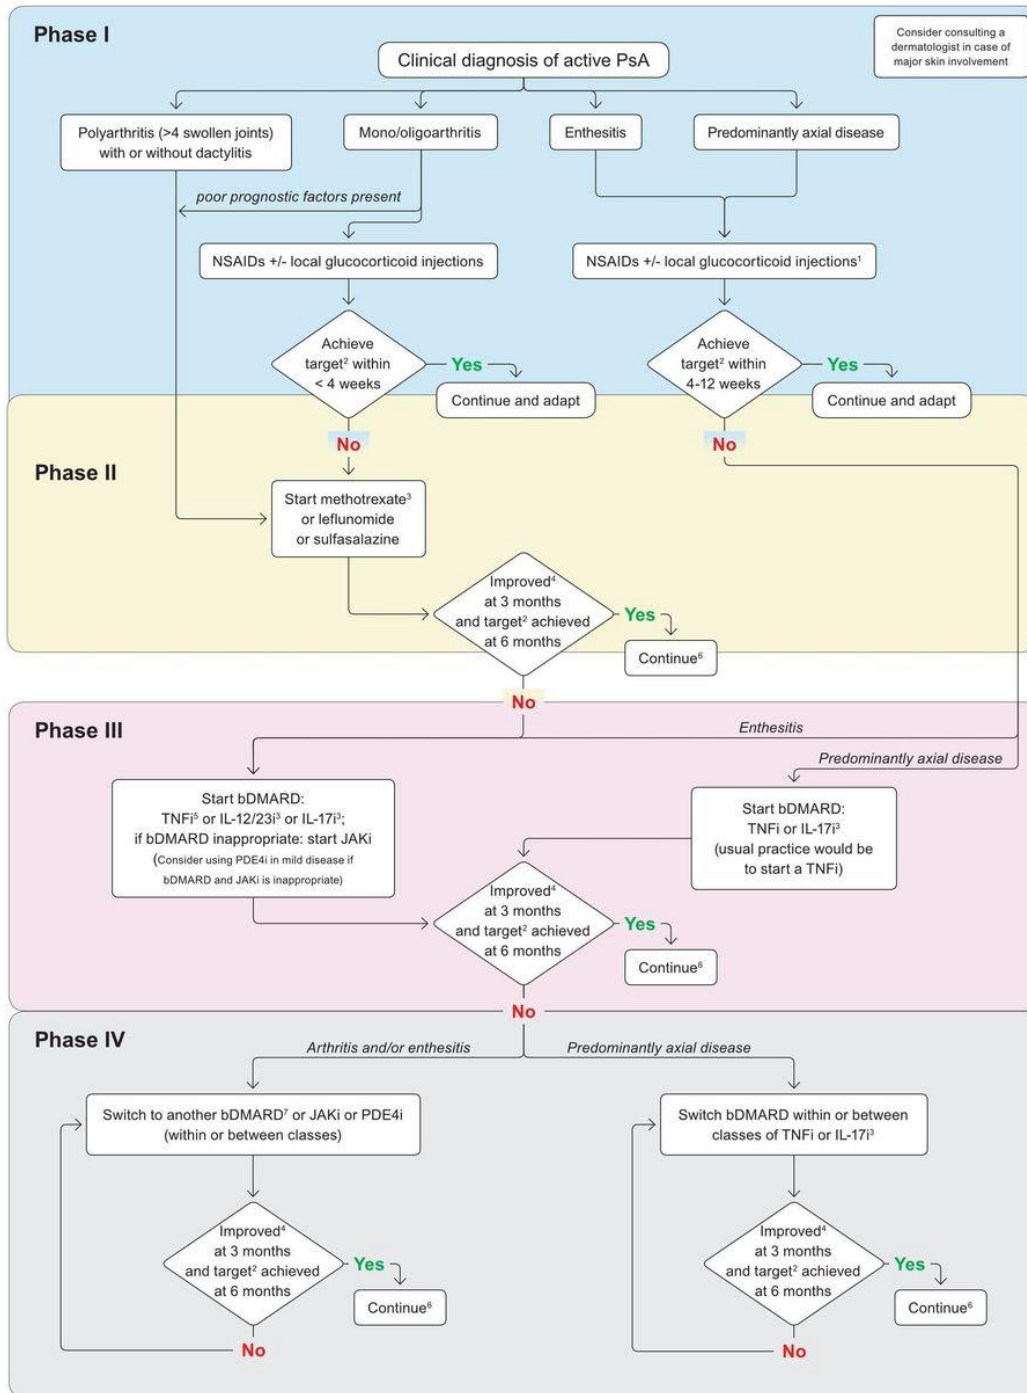 Phase I
Consider consulting a
dermatologist in case of
major skin involvement
Clinical diagnosis of active PsA
Polyarthritis (>4 swollen joints)
with or without dactylitis
Mono/oligoarthritis
Enthesitis
Predominantly axial disease
poor prognostic factors present
NSAIDs +/- local glucocorticoid injections
NSAIDs +/- local glucocorticoid injections¹
Achieve
target² within
< 4 weeks
Yes
Continue and adapt
No
Achieve
target² within
4-12 weeks
Yes
Continue and adapt
No
Phase II
Start methotrexate³
or leflunomide
or sulfasalazine
Improved⁴
at 3 months
and target² achieved
at 6 months
Yes
Continue⁶
No
Phase III
Enthesitis
Predominantly axial disease
Start bDMARD:
TNFi⁵ or IL-12/23i³ or IL-17i³;
if bDMARD inappropriate: start JAKi
(Consider using PDE4i in mild disease if
bDMARD and JAKi is inappropriate)
Start bDMARD:
TNFi or IL-17i³
(usual practice would be
to start a TNFi)
Improved⁴
at 3 months
and target² achieved
at 6 months
Yes
Continue⁶
No
Phase IV
Arthritis and/or enthesitis
Predominantly axial disease
Switch to another bDMARD⁷ or JAKi or PDE4i
(within or between classes)
Switch bDMARD within or between
classes of TNFi or IL-17i³
Improved⁴
at 3 months
and target² achieved
at 6 months
Yes
Continue⁶
No
Improved⁴
at 3 months
and target² achieved
at 6 months
Yes
Continue⁶
No